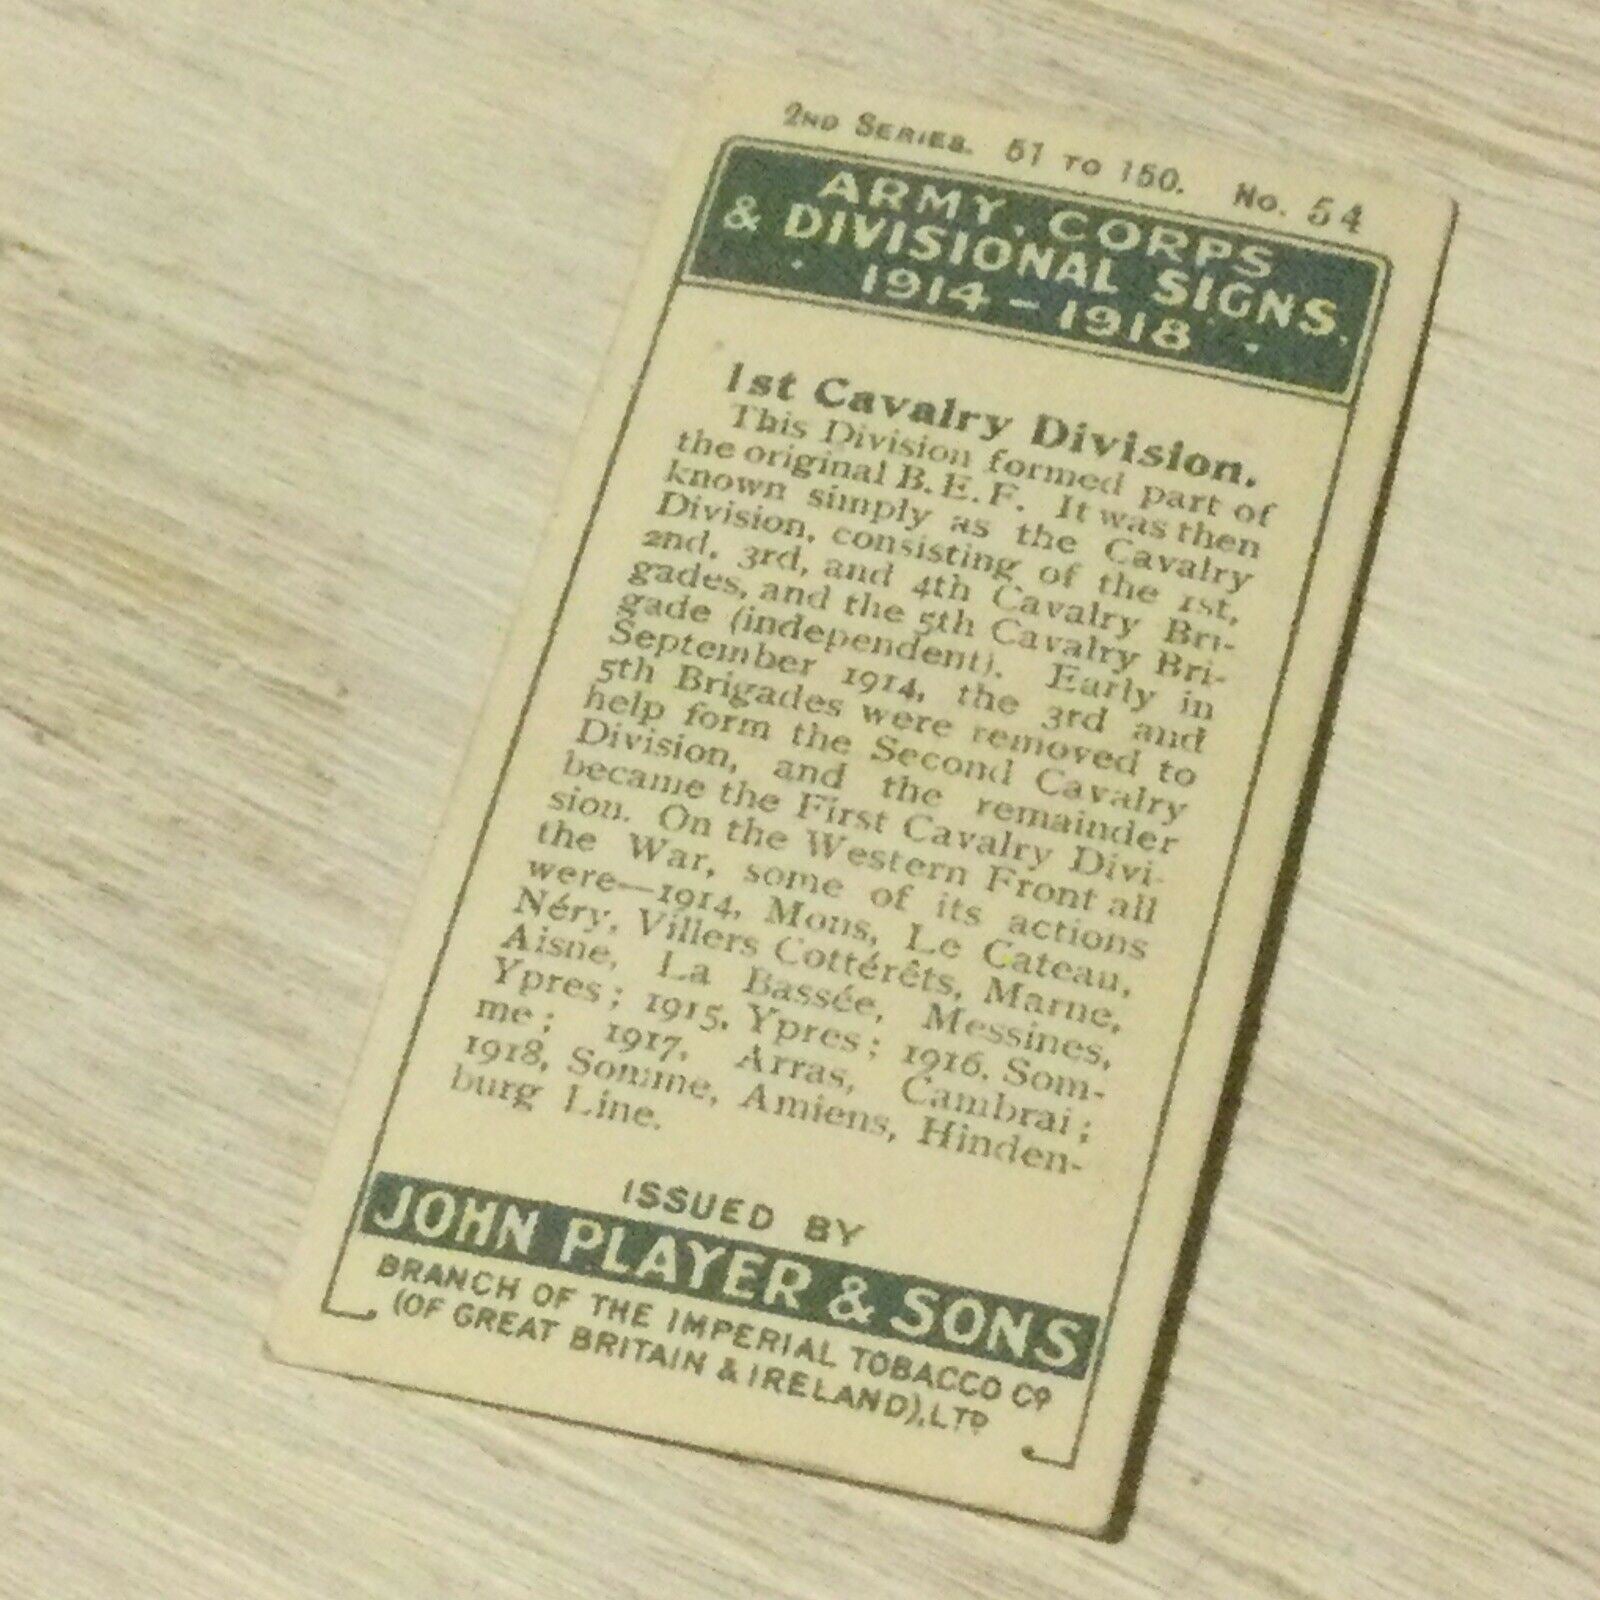 2ND SERIES. 51 TO 150. No. 54
ARMY, CORPS
& DIVISIONAL SIGNS,
1914 - 1918
1st Cavalry Division.
This Division formed part of
the original B.E.F. It was then
known simply as the Cavalry
Division, consisting of the 1st,
2nd, 3rd, and 4th Cavalry Bri-
gades, and the 5th Cavalry Bri-
gade (independent). Early in
September 1914, the 3rd and
5th Brigades were removed to
help form the Second Cavalry
Division, and the remainder
became the First Cavalry Divi-
sion. On the Western Front all
the War, some of its actions
were—1914, Mons, Le Cateau,
Néry, Villers Cottérêts, Marne,
Aisne, La Bassée, Messines,
Ypres; 1915, Ypres; 1916, Som-
me; 1917, Arras, Cambrai;
1918, Somme, Amiens, Hinden-
burg Line.
ISSUED BY
JOHN PLAYER & SONS
BRANCH OF THE IMPERIAL TOBACCO CO
(OF GREAT BRITAIN & IRELAND), LTD